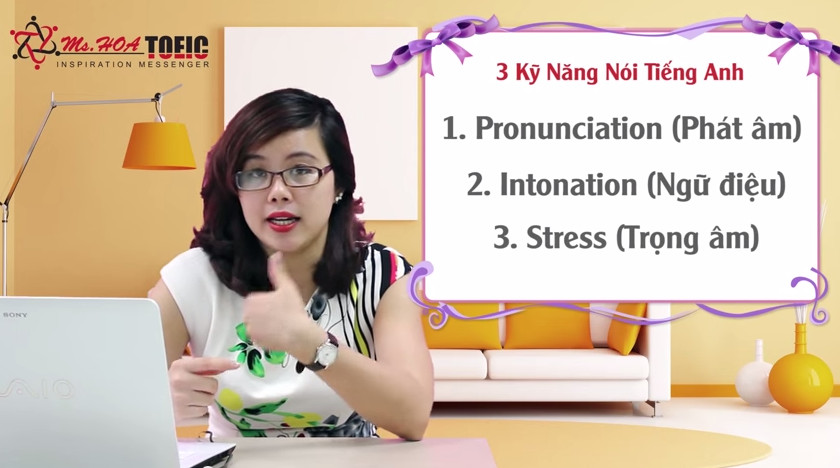 Ms.HOA TOEIC
INSPIRATION MESSENGER
3 Kỹ Năng Nói Tiếng Anh
1. Pronunciation (Phát âm)
2. Intonation (Ngữ điệu)
3. Stress (Trọng âm)
SONY
VAIO